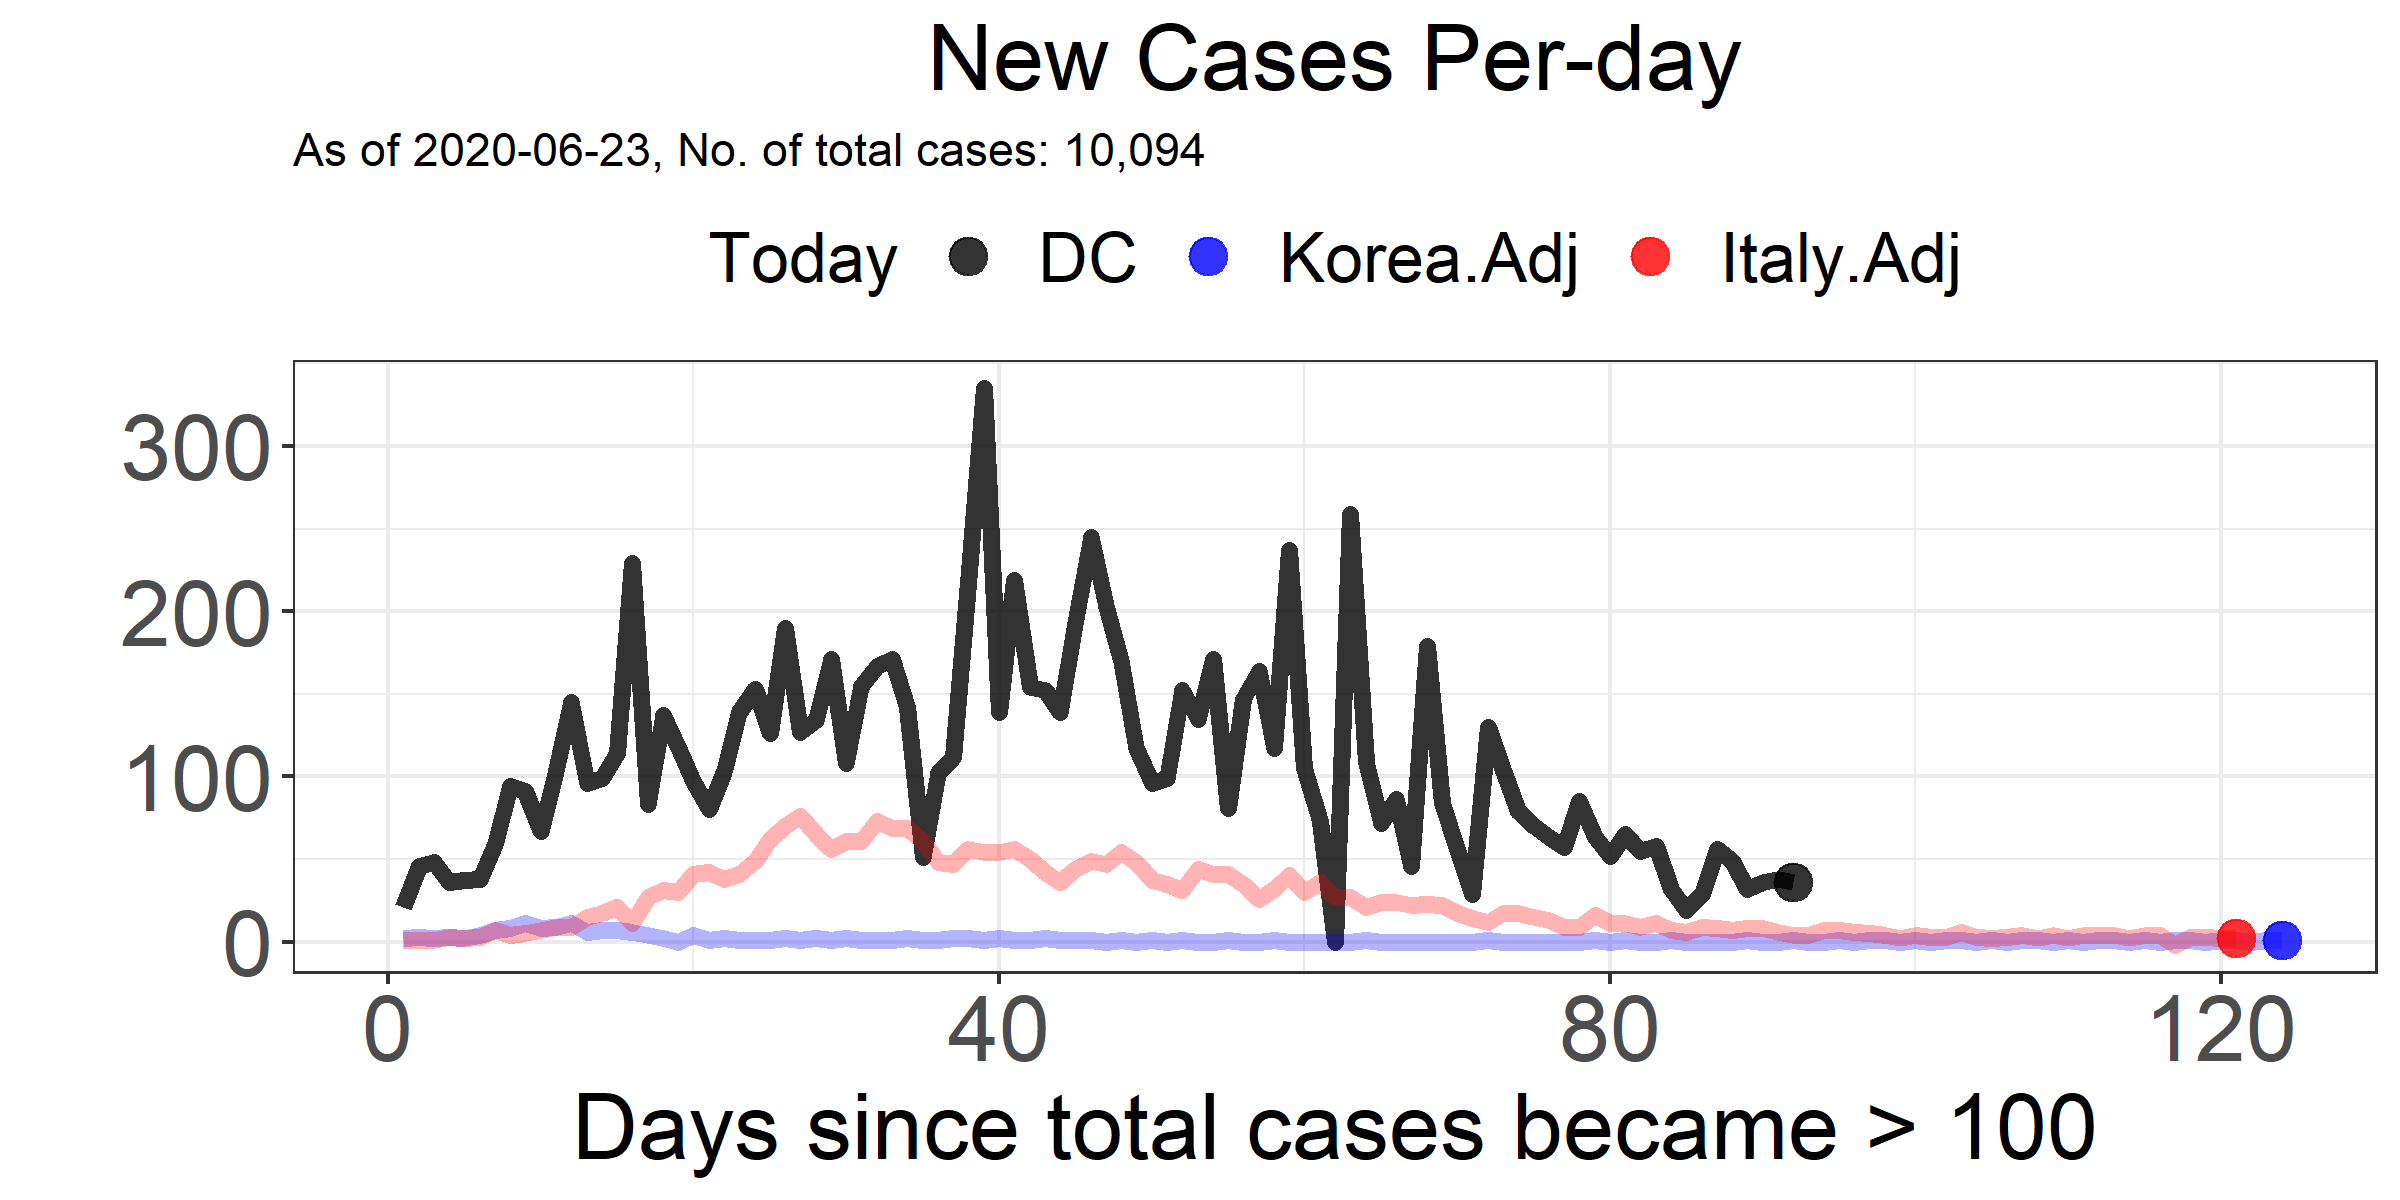 New Cases Per-day
As of 2020-06-23, No. of total cases: 10,094
Today DC Korea.Adj Italy.Adj
300
200
100
0
0 40 80 120
Days since total cases became > 100